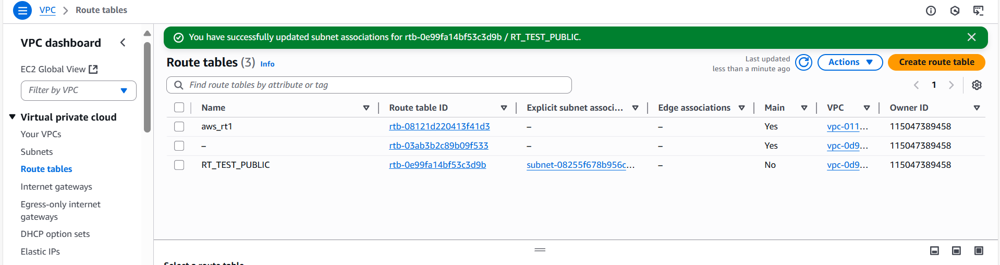 VPC > Route tables
VPC dashboard
EC2 Global View
Filter by VPC
Virtual private cloud
Your VPCs
Subnets
Route tables
Internet gateways
Egress-only internet
gateways
DHCP option sets
Elastic IPs
You have successfully updated subnet associations for rtb-0e99fa14bf53c3d9b / RT_TEST_PUBLIC.
Route tables (3) Info
Last updated
less than a minute ago
Actions
Create route table
Find route tables by attribute or tag
1
Name Route table ID Explicit subnet associ... Edge associations Main VPC Owner ID
aws_rt1 rtb-08121d220413f41d3 – – Yes vpc-011... 115047389458
– rtb-03ab3b2c89b09f533 – – Yes vpc-0d9... 115047389458
RT_TEST_PUBLIC rtb-0e99fa14bf53c3d9b subnet-08255f678b956c... – No vpc-0d9... 115047389458
Select a route table